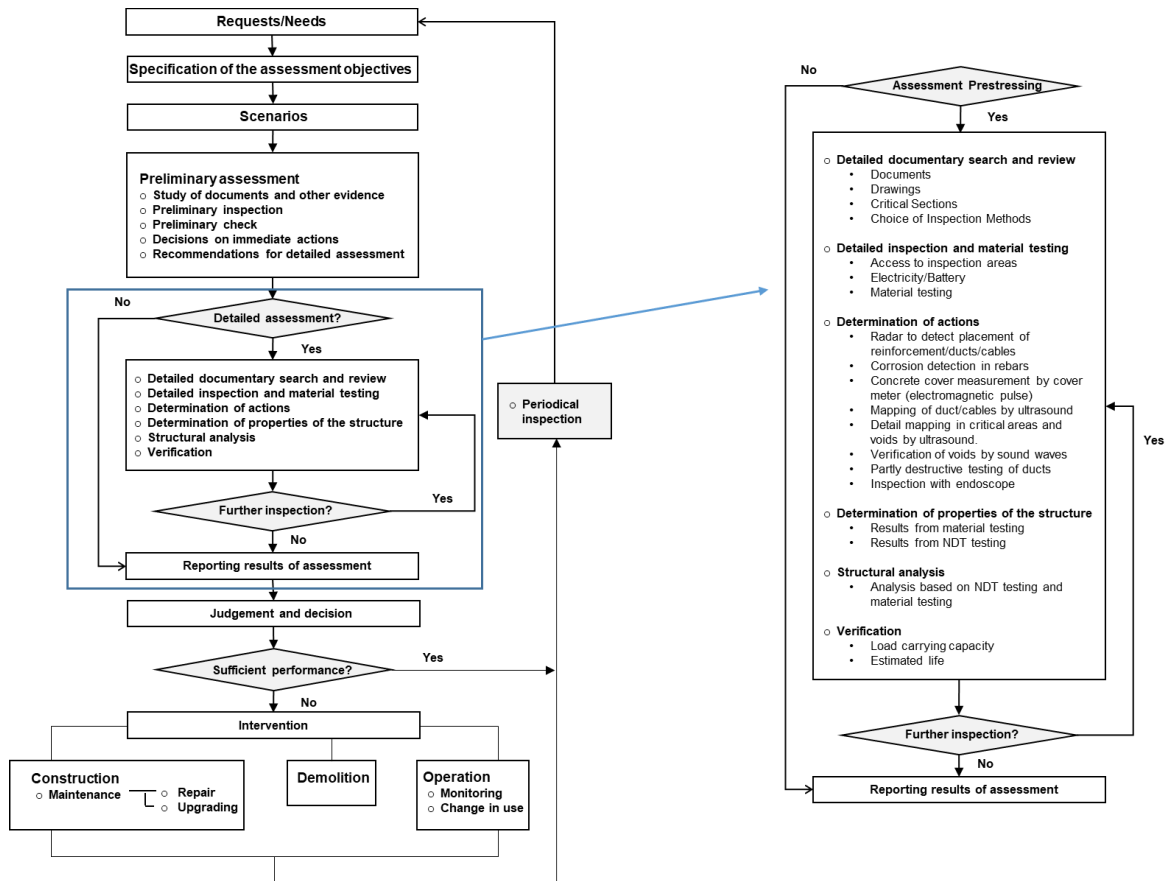 Requests/Needs
Specification of the assessment objectives
Scenarios
Preliminary assessment
○ Study of documents and other evidence
○ Preliminary inspection
○ Preliminary check
○ Decisions on immediate actions
○ Recommendations for detailed assessment
No
Detailed assessment?
Yes
○ Detailed documentary search and review
○ Detailed inspection and material testing
○ Determination of actions
○ Determination of properties of the structure
○ Structural analysis
○ Verification
Yes
Further inspection?
No
Reporting results of assessment
Judgement and decision
Sufficient performance?
Yes
No
Intervention
Construction
○ Maintenance
○ Repair
○ Upgrading
Demolition
Operation
○ Monitoring
○ Change in use
○ Periodical
inspection
No
Assessment Prestressing
Yes
○ Detailed documentary search and review
• Documents
• Drawings
• Critical Sections
• Choice of Inspection Methods
○ Detailed inspection and material testing
• Access to inspection areas
• Electricity/Battery
• Material testing
○ Determination of actions
• Radar to detect placement of
reinforcement/ducts/cables
• Corrosion detection in rebars
• Concrete cover measurement by cover
meter (electromagnetic pulse)
• Mapping of duct/cables by ultrasound
• Detail mapping in critical areas and
voids by ultrasound.
• Verification of voids by sound waves
• Partly destructive testing of ducts
• Inspection with endoscope
○ Determination of properties of the structure
• Results from material testing
• Results from NDT testing
○ Structural analysis
• Analysis based on NDT testing and
material testing
○ Verification
• Load carrying capacity
• Estimated life
Yes
Further inspection?
No
Reporting results of assessment